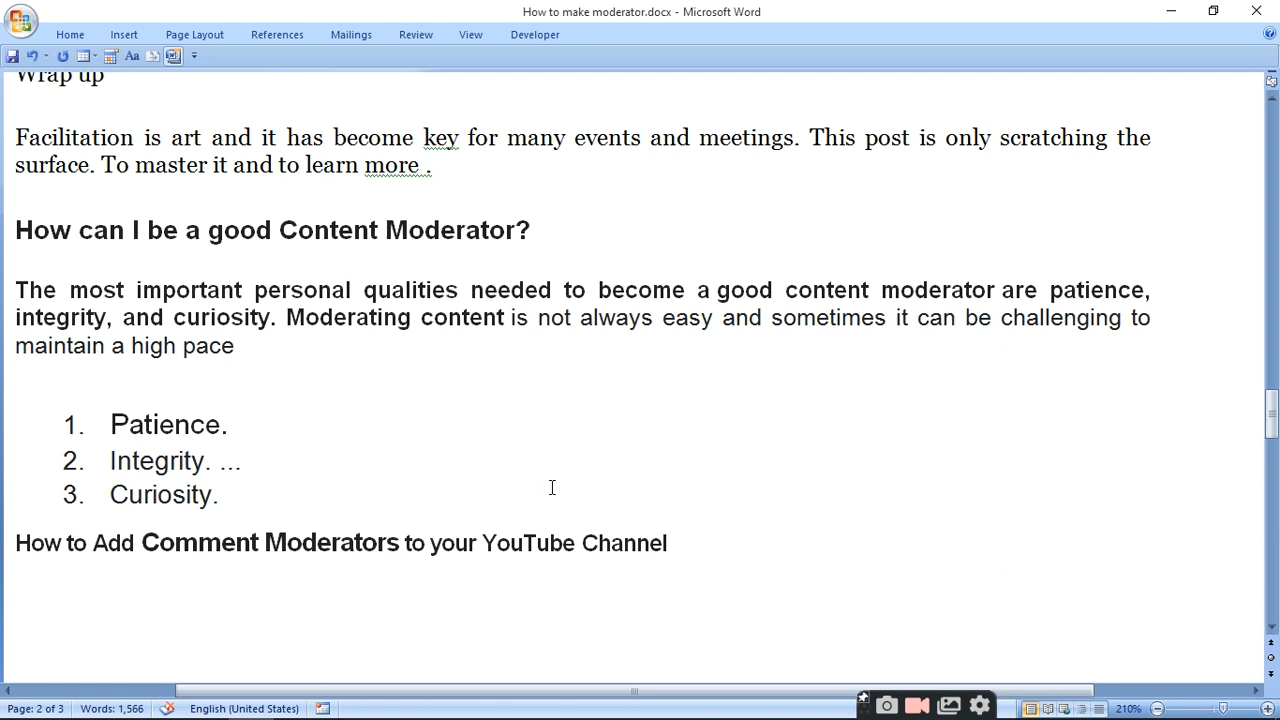 How to make moderator.docx - Microsoft Word
Home Insert Page Layout References Mailings Review View Developer
Aa
Wrap up
Facilitation is art and it has become key for many events and meetings. This post is only scratching the
surface. To master it and to learn more .
How can I be a good Content Moderator?
The most important personal qualities needed to become a good content moderator are patience,
integrity, and curiosity. Moderating content is not always easy and sometimes it can be challenging to
maintain a high pace
1. Patience.
2. Integrity. ...
3. Curiosity.
How to Add Comment Moderators to your YouTube Channel
Page: 2 of 3 Words: 1,566 English (United States) 210%